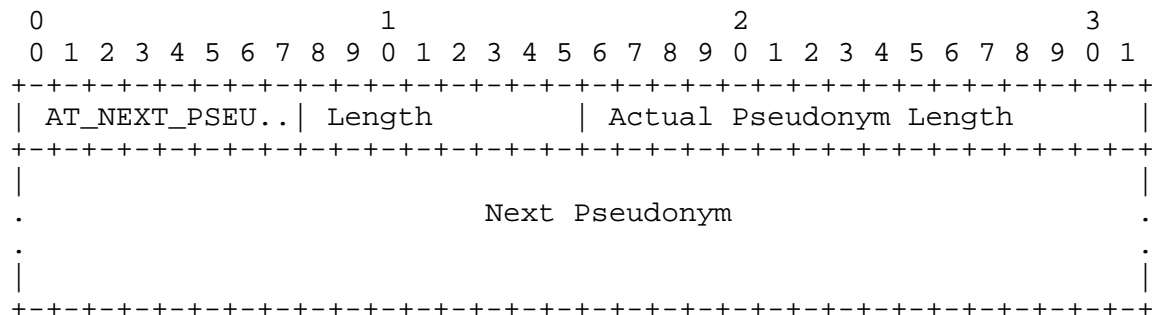 0                   1                   2                   3
 0 1 2 3 4 5 6 7 8 9 0 1 2 3 4 5 6 7 8 9 0 1 2 3 4 5 6 7 8 9 0 1
+-+-+-+-+-+-+-+-+-+-+-+-+-+-+-+-+-+-+-+-+-+-+-+-+-+-+-+-+-+-+-+-+
| AT_NEXT_PSEU..| Length        | Actual Pseudonym Length       |
+-+-+-+-+-+-+-+-+-+-+-+-+-+-+-+-+-+-+-+-+-+-+-+-+-+-+-+-+-+-+-+-+
|                                                               |
.                          Next Pseudonym                       .
.                                                               .
|                                                               |
+-+-+-+-+-+-+-+-+-+-+-+-+-+-+-+-+-+-+-+-+-+-+-+-+-+-+-+-+-+-+-+-+